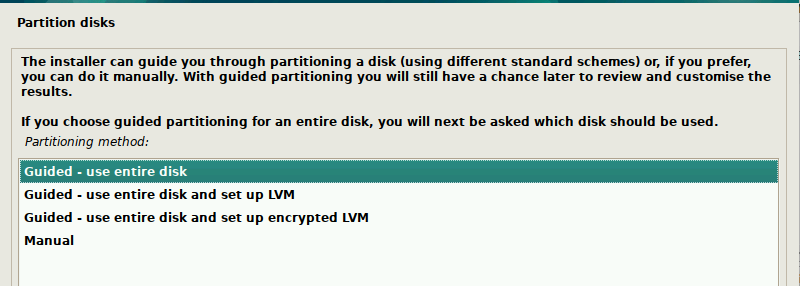 Partition disks
The installer can guide you through partitioning a disk (using different standard schemes) or, if you prefer,
you can do it manually. With guided partitioning you will still have a chance later to review and customise the
results.
If you choose guided partitioning for an entire disk, you will next be asked which disk should be used.
Partitioning method:
Guided - use entire disk
Guided - use entire disk and set up LVM
Guided - use entire disk and set up encrypted LVM
Manual